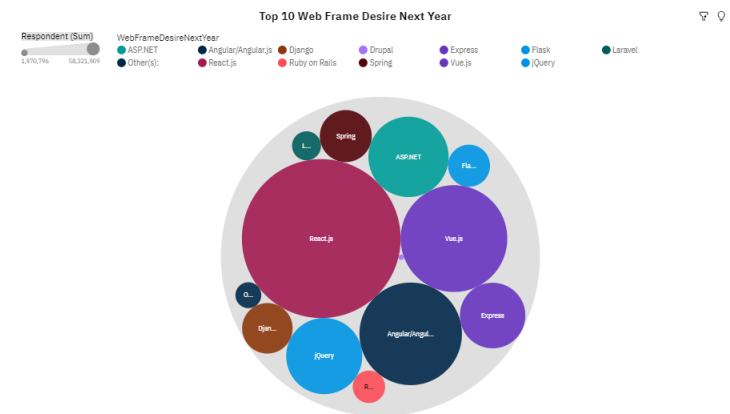 Top 10 Web Frame Desire Next Year
Respondent (Sum)
1,970,796 58,321,909
WebFrameDesireNextYear
ASP.NET Angular/Angular.js Django Drupal Express Flask Laravel
Other(s): React.js Ruby on Rails Spring Vue.js jQuery
Spring
L...
ASP.NET
Fla...
React.js
Vue.js
O...
Express
Djan...
Angular/Angul...
jQuery
R...